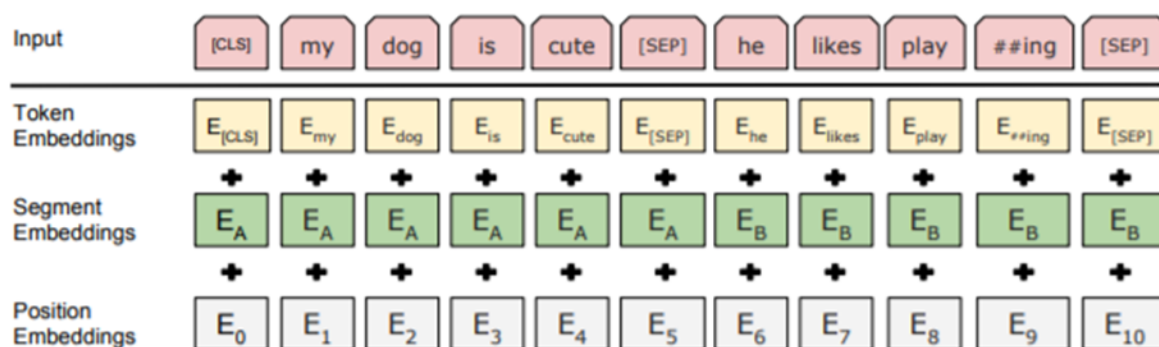 Input [CLS] my dog is cute [SEP] he likes play ##ing [SEP]
Token Embeddings E[CLS] Emy Edog Eis Ecute E[SEP] Ehe Elikes Eplay E##ing E[SEP]
Segment Embeddings EA EA EA EA EA EA EB EB EB EB EB
Position Embeddings E0 E1 E2 E3 E4 E5 E6 E7 E8 E9 E10